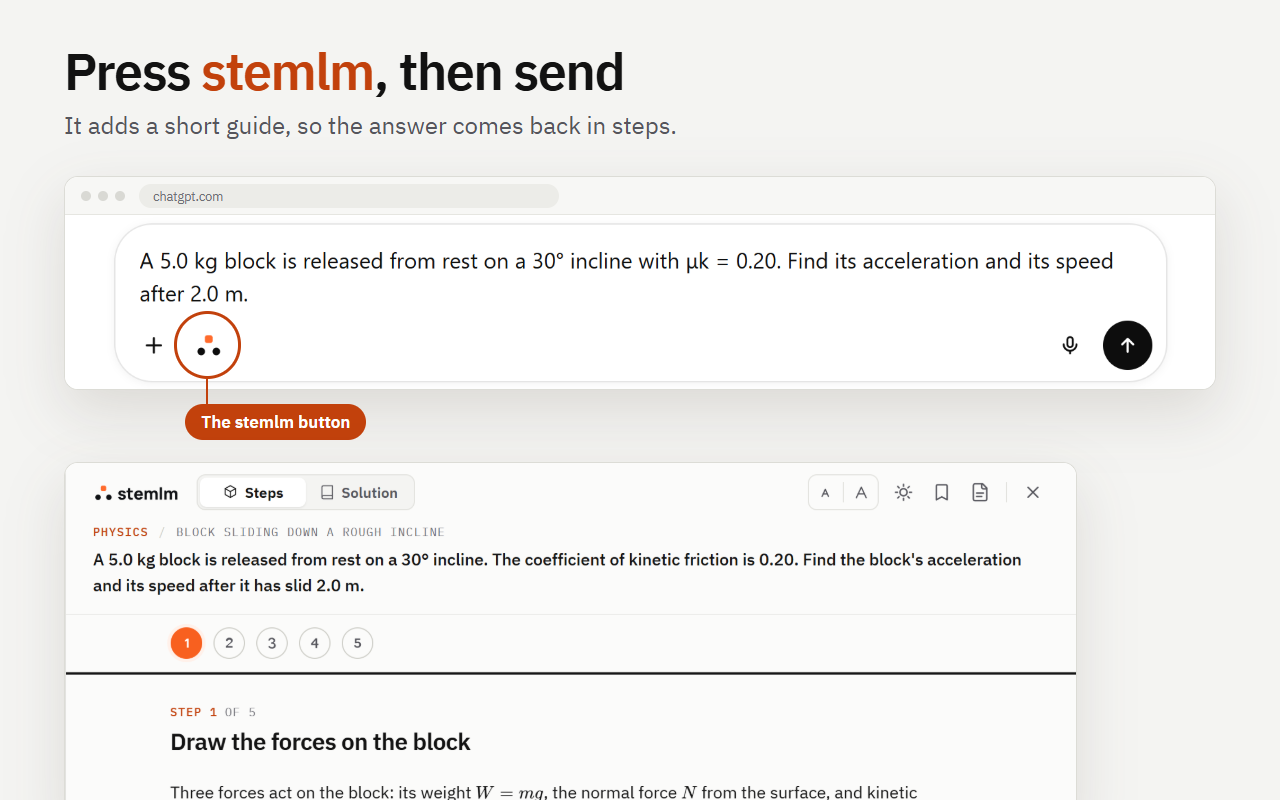 Press stemlm, then send
It adds a short guide, so the answer comes back in steps.
chatgpt.com
A 5.0 kg block is released from rest on a 30° incline with μk = 0.20. Find its acceleration and its speed
after 2.0 m.
The stemlm button
stemlm Steps Solution A A
PHYSICS / BLOCK SLIDING DOWN A ROUGH INCLINE
A 5.0 kg block is released from rest on a 30° incline. The coefficient of kinetic friction is 0.20. Find the block's acceleration
and its speed after it has slid 2.0 m.
1 2 3 4 5
STEP 1 OF 5
Draw the forces on the block
Three forces act on the block: its weight W = mg, the normal force N from the surface, and kinetic